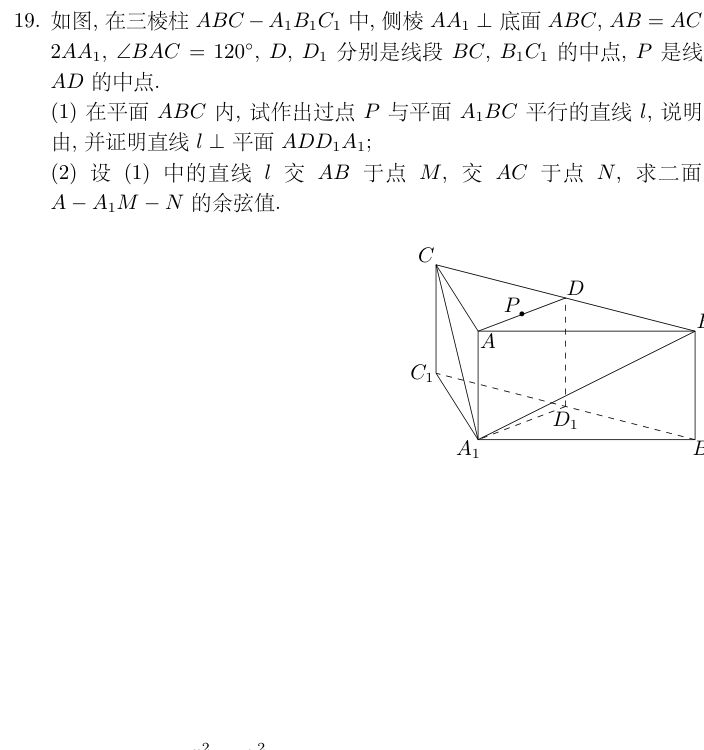 19. 如图, 在三棱柱 ABC − A₁B₁C₁ 中, 侧棱 AA₁ ⊥ 底面 ABC, AB = AC
2AA₁, ∠BAC = 120°, D, D₁ 分别是线段 BC, B₁C₁ 的中点, P 是线
AD 的中点.
(1) 在平面 ABC 内, 试作出过点 P 与平面 A₁BC 平行的直线 l, 说明
由, 并证明直线 l ⊥ 平面 ADD₁A₁;
(2) 设 (1) 中的直线 l 交 AB 于点 M, 交 AC 于点 N, 求二面
A − A₁M − N 的余弦值.
C
D
P
A
C₁
D₁
A₁